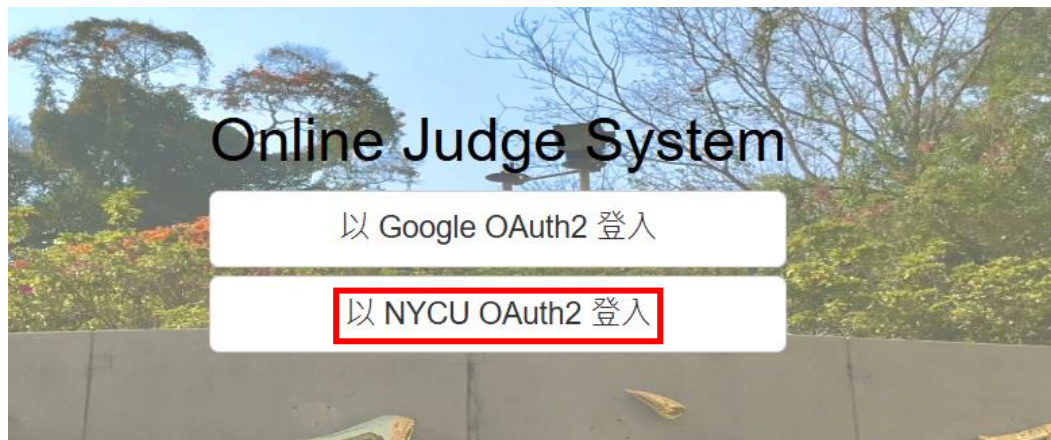 Online Judge System
以 Google OAuth2 登入
以 NYCU OAuth2 登入